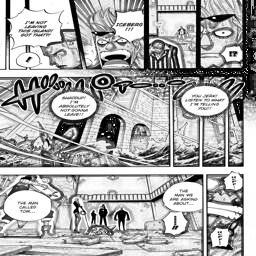 !?
ICEBERG
!!!
I'M NOT
LEAVING
THIS ISLAND!
GOT THAT?!
YOU JERK!
LISTEN TO WHAT
I'M TELLING
YOU!!
SHADDUP!
I'M
ABSOLUTELY
NOT GONNA
LEAVE!!
THE MAN
WE ARE
ASKING
ABOUT...
THE MAN
CALLED
TOM...